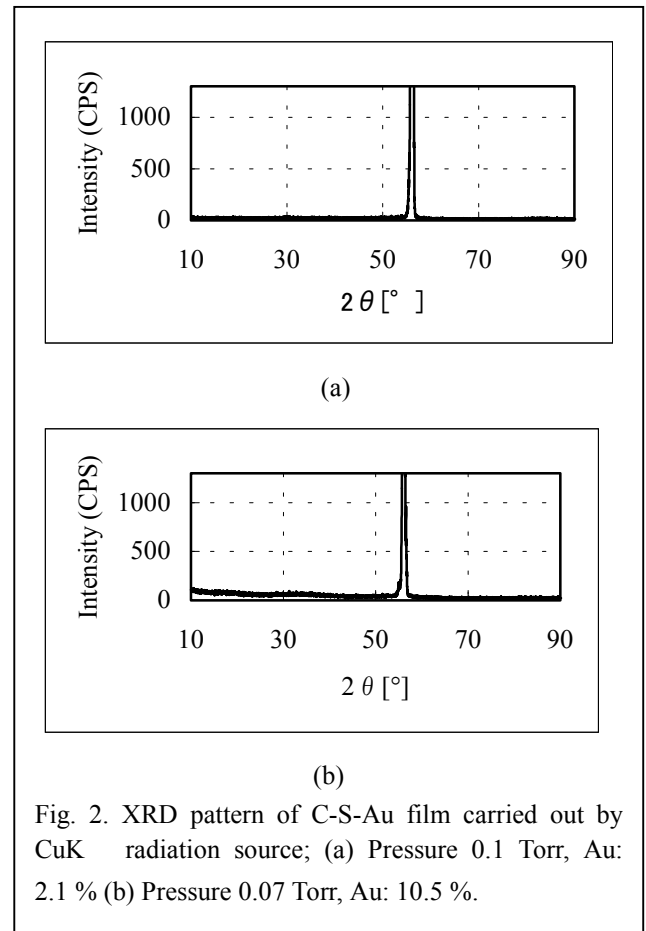 Intensity (CPS)
1000
500
0
10 30 50 70 90
2θ[° ]
(a)
Intensity (CPS)
1000
500
0
10 30 50 70 90
2 θ [°]
(b)
Fig. 2. XRD pattern of C-S-Au film carried out by
CuK radiation source; (a) Pressure 0.1 Torr, Au:
2.1 % (b) Pressure 0.07 Torr, Au: 10.5 %.